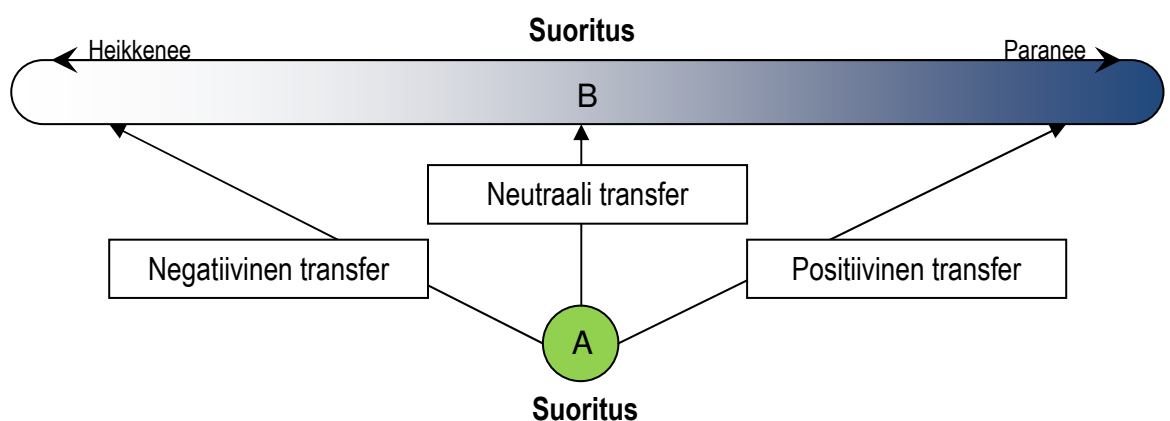 Suoritus
Heikkenee
Paranee
B
Neutraali transfer
Negatiivinen transfer
Positiivinen transfer
A
Suoritus